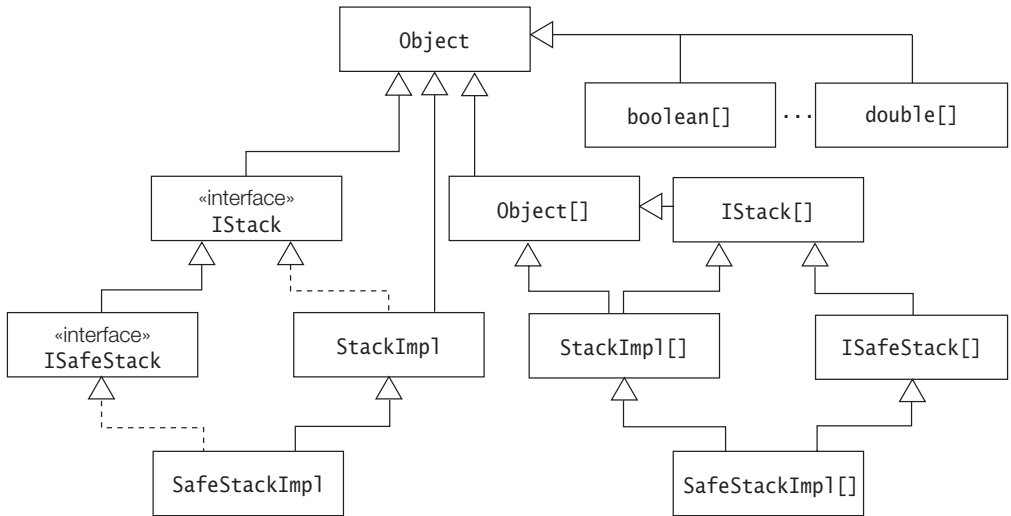 Object
boolean[]
...
double[]
«interface»
IStack
Object[]
IStack[]
«interface»
ISafeStack
StackImpl
StackImpl[]
ISafeStack[]
SafeStackImpl
SafeStackImpl[]